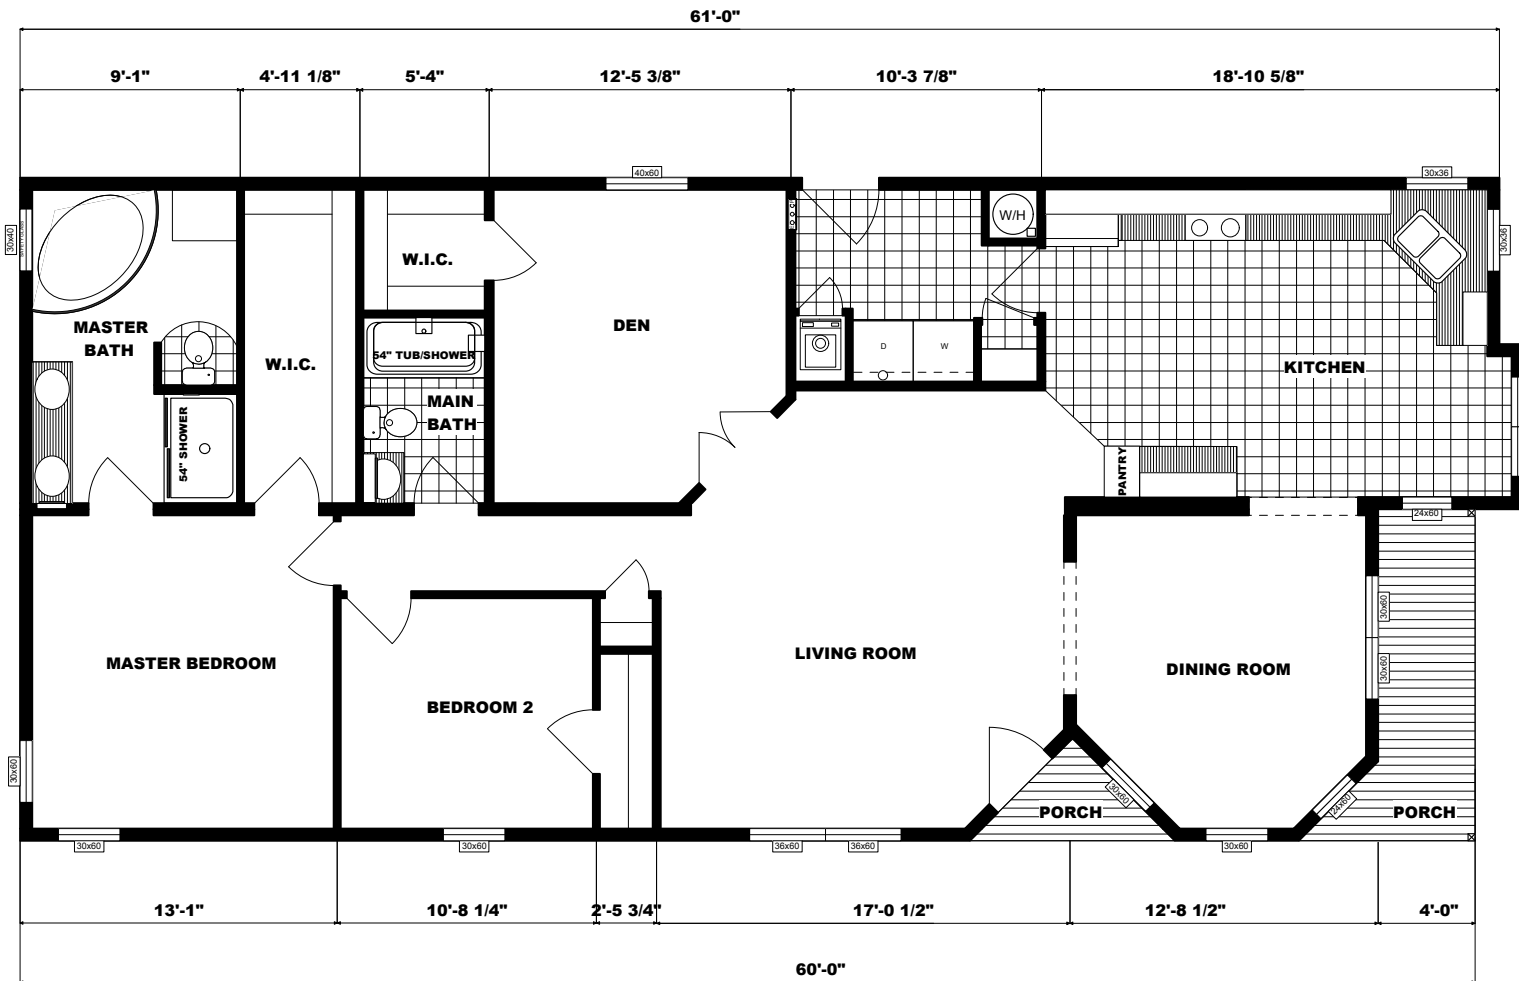 61'-0"
9'-1"
4'-11 1/8"
5'-4"
12'-5 3/8"
10'-3 7/8"
18'-10 5/8"
40x60
30x36
30x40
W/H
30x36
W.I.C.
MASTER
BATH
DEN
54" TUB/SHOWER
D
W
W.I.C.
KITCHEN
MAIN
BATH
54" SHOWER
PANTRY
24x60
30x60
30x60
MASTER BEDROOM
LIVING ROOM
DINING ROOM
BEDROOM 2
30x60
30x60
24x60
PORCH
PORCH
30x60
30x60
36x60
36x60
30x60
13'-1"
10'-8 1/4"
2'-5 3/4"
17'-0 1/2"
12'-8 1/2"
4'-0"
60'-0"